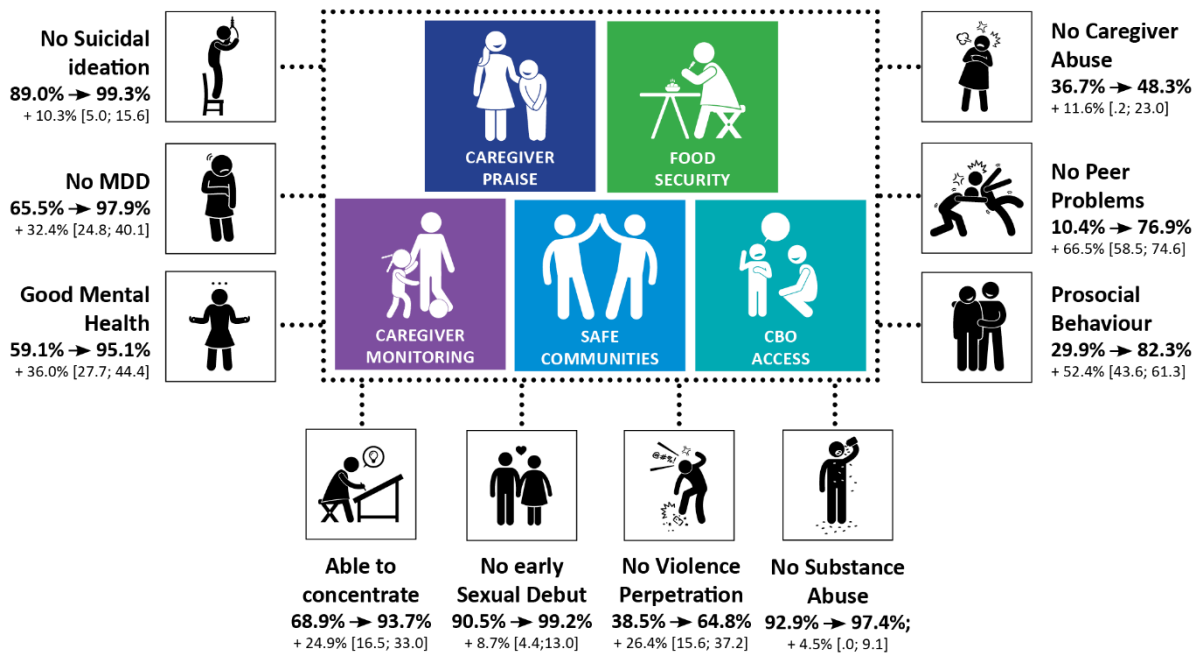 No Suicidal
ideation
89.0% → 99.3%
+ 10.3% [5.0; 15.6]
No MDD
65.5% → 97.9%
+ 32.4% [24.8; 40.1]
Good Mental
Health
59.1% → 95.1%
+ 36.0% [27.7; 44.4]
CAREGIVER
PRAISE
FOOD
SECURITY
CAREGIVER
MONITORING
SAFE
COMMUNITIES
CBO
ACCESS
No Caregiver
Abuse
36.7% → 48.3%
+ 11.6% [.2; 23.0]
No Peer
Problems
10.4% → 76.9%
+ 66.5% [58.5; 74.6]
Prosocial
Behaviour
29.9% → 82.3%
+ 52.4% [43.6; 61.3]
Able to
concentrate
68.9% → 93.7%
+ 24.9% [16.5; 33.0]
No early
Sexual Debut
90.5% → 99.2%
+ 8.7% [4.4;13.0]
@#%!
No Violence
Perpetration
38.5% → 64.8%
+ 26.4% [15.6; 37.2]
No Substance
Abuse
92.9% → 97.4%;
+ 4.5% [.0; 9.1]